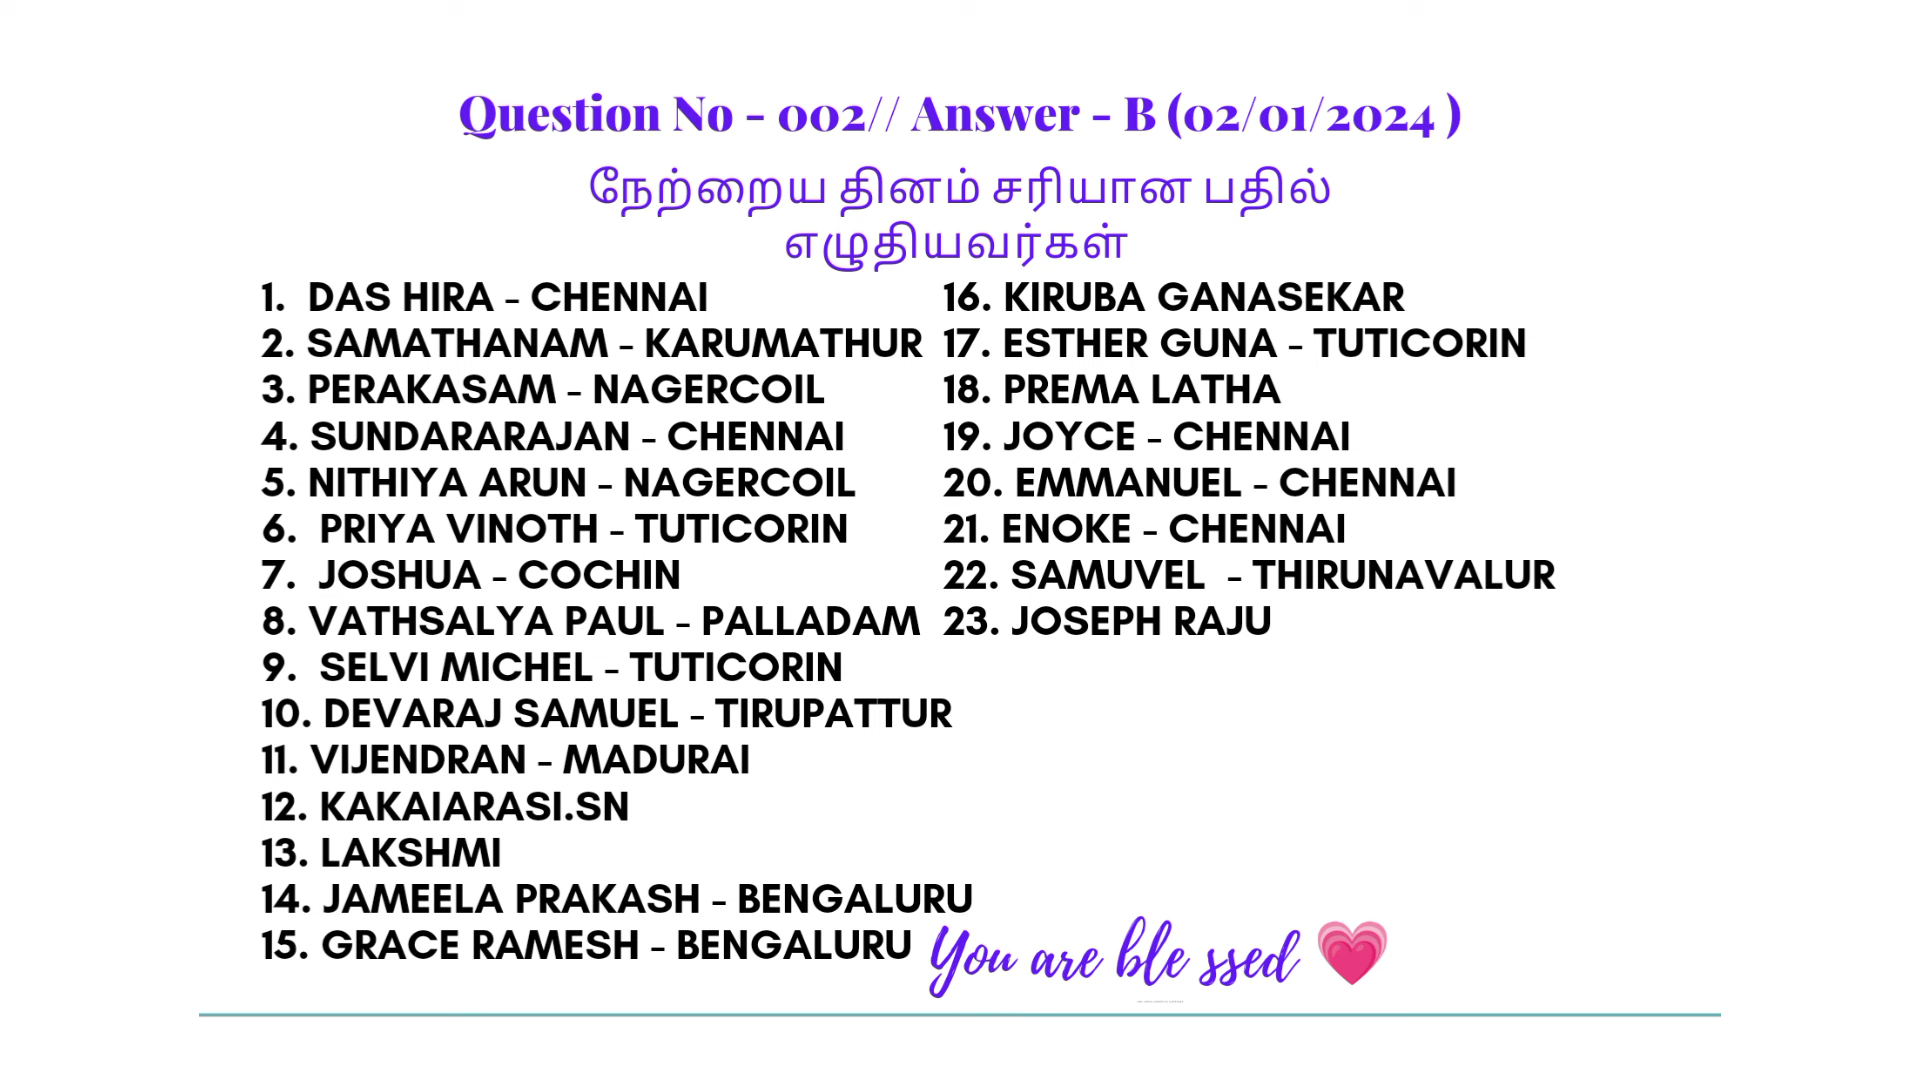 Question No - 002// Answer - B (02/01/2024 )
நேற்றைய தினம் சரியான பதில்
எழுதியவர்கள்
1. DAS HIRA - CHENNAI
2. SAMATHANAM - KARUMATHUR
3. PERAKASAM - NAGERCOIL
4. SUNDARARAJAN - CHENNAI
5. NITHIYA ARUN - NAGERCOIL
6. PRIYA VINOTH - TUTICORIN
7. JOSHUA - COCHIN
8. VATHSALYA PAUL - PALLADAM
9. SELVI MICHEL - TUTICORIN
10. DEVARAJ SAMUEL - TIRUPATTUR
11. VIJENDRAN - MADURAI
12. KAKAIARASI.SN
13. LAKSHMI
14. JAMEELA PRAKASH - BENGALURU
15. GRACE RAMESH - BENGALURU
16. KIRUBA GANASEKAR
17. ESTHER GUNA - TUTICORIN
18. PREMA LATHA
19. JOYCE - CHENNAI
20. EMMANUEL - CHENNAI
21. ENOKE - CHENNAI
22. SAMUVEL - THIRUNAVALUR
23. JOSEPH RAJU
You are ble ssed